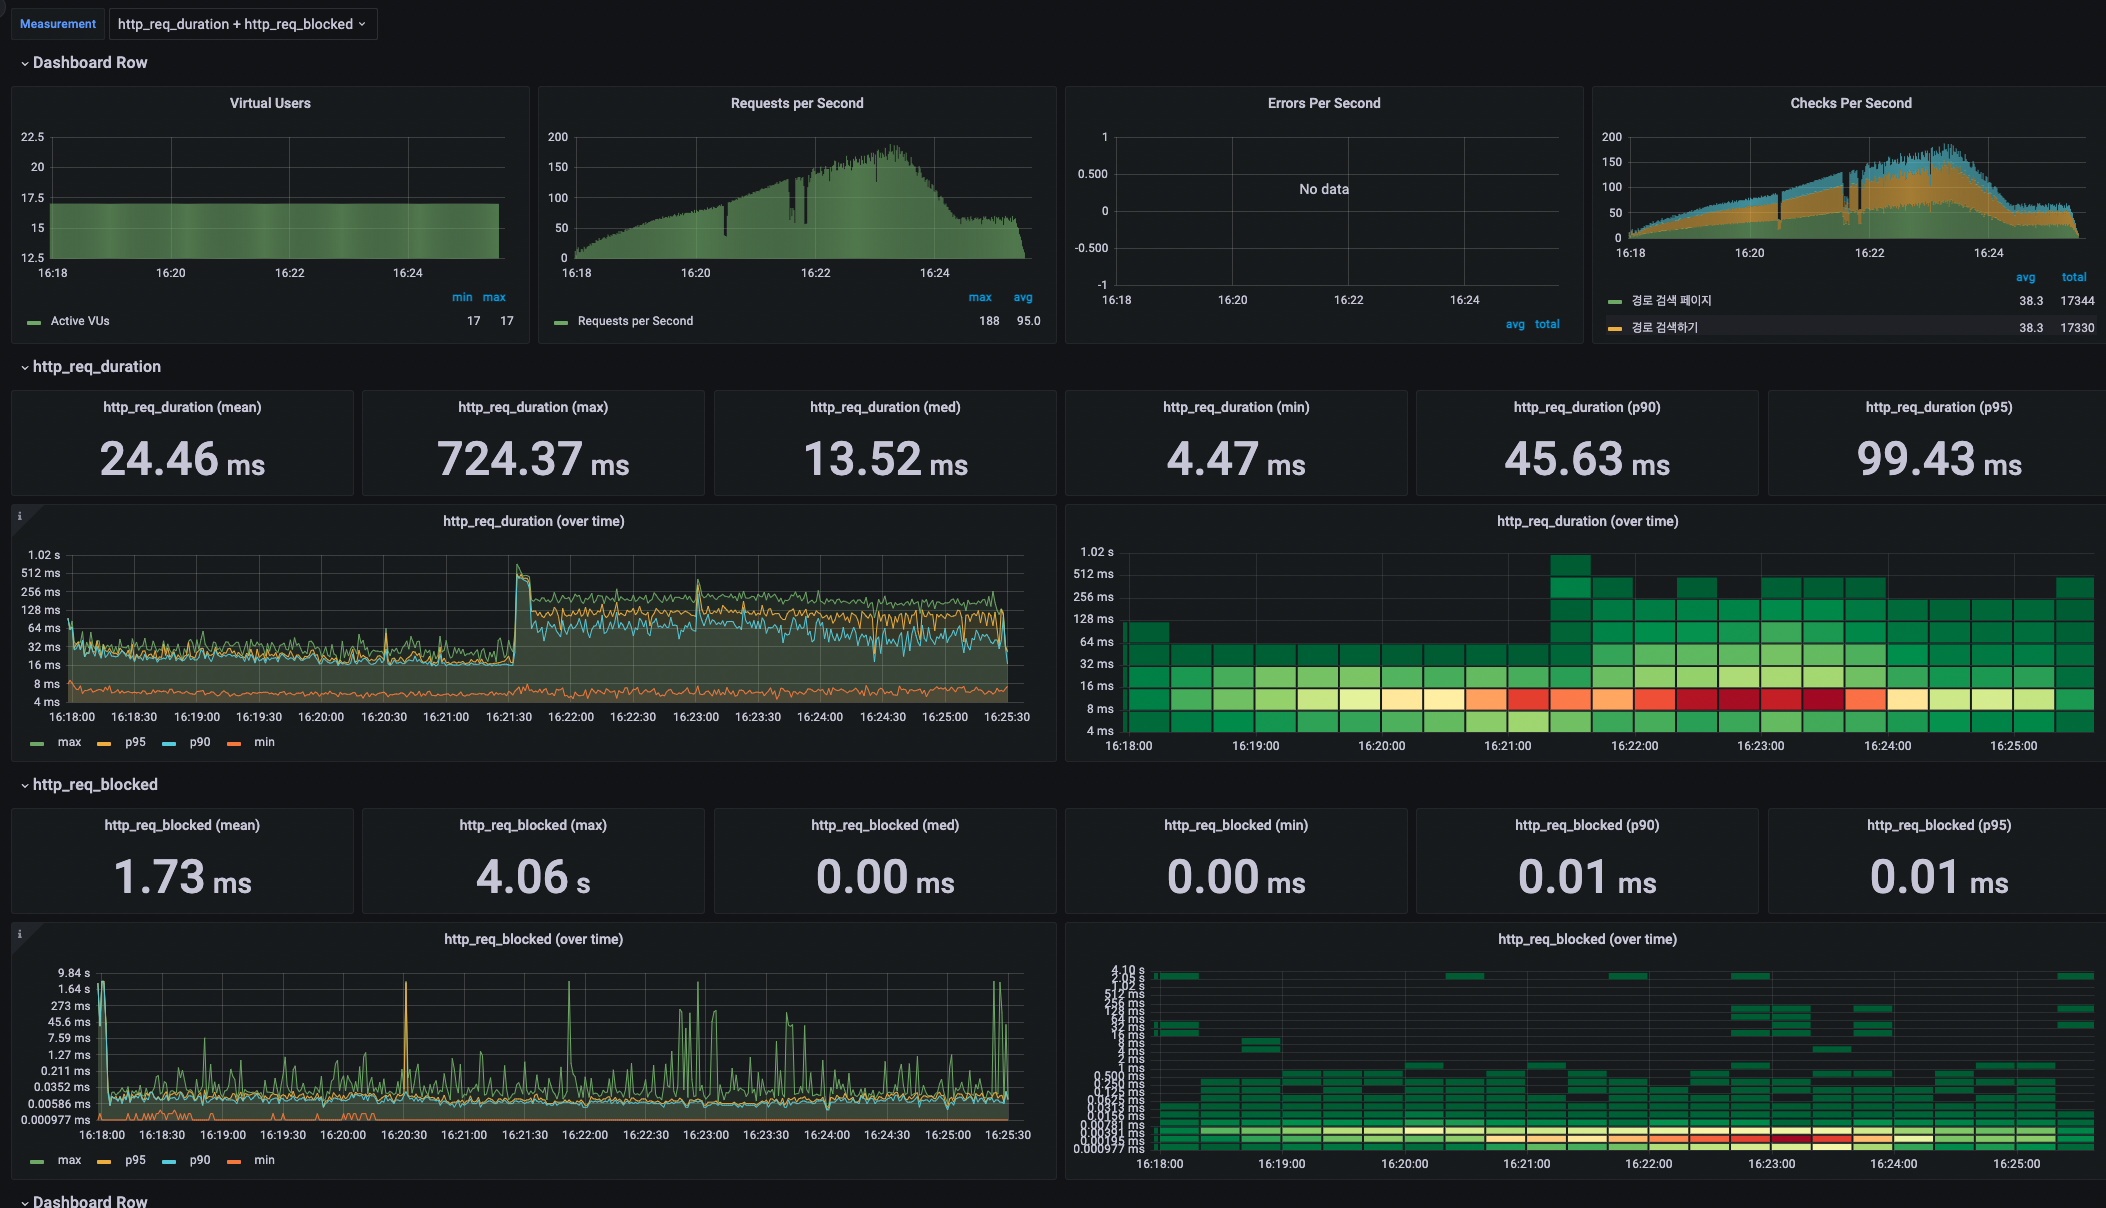 Measurement http_req_duration + http_req_blocked
Dashboard Row
Virtual Users
22.5
20
17.5
15
12.5
16:18 16:20 16:22 16:24
min max
Active VUs 17 17
Requests per Second
200
150
100
50
0
16:18 16:20 16:22 16:24
max avg
Requests per Second 188 95.0
Errors Per Second
1
0.500
0
-0.500
-1
No data
16:18 16:20 16:22 16:24
avg total
Checks Per Second
200
150
100
50
0
16:18 16:20 16:22 16:24
avg total
경로 검색 페이지 38.3 17344
경로 검색하기 38.3 17330
http_req_duration
http_req_duration (mean)
24.46 ms
http_req_duration (max)
724.37 ms
http_req_duration (med)
13.52 ms
http_req_duration (min)
4.47 ms
http_req_duration (p90)
45.63 ms
http_req_duration (p95)
99.43 ms
i
http_req_duration (over time)
1.02 s
512 ms
256 ms
128 ms
64 ms
32 ms
16 ms
8 ms
4 ms
16:18:00 16:18:30 16:19:00 16:19:30 16:20:00 16:20:30 16:21:00 16:21:30 16:22:00 16:22:30 16:23:00 16:23:30 16:24:00 16:24:30 16:25:00 16:25:30
max p95 p90 min
http_req_duration (over time)
1.02 s
512 ms
256 ms
128 ms
64 ms
32 ms
16 ms
8 ms
4 ms
16:18:00 16:19:00 16:20:00 16:21:00 16:22:00 16:23:00 16:24:00 16:25:00
http_req_blocked
http_req_blocked (mean)
1.73 ms
http_req_blocked (max)
4.06 s
http_req_blocked (med)
0.00 ms
http_req_blocked (min)
0.00 ms
http_req_blocked (p90)
0.01 ms
http_req_blocked (p95)
0.01 ms
i
http_req_blocked (over time)
9.84 s
1.64 s
273 ms
45.6 ms
7.59 ms
1.27 ms
0.211 ms
0.0352 ms
0.00586 ms
0.000977 ms
16:18:00 16:18:30 16:19:00 16:19:30 16:20:00 16:20:30 16:21:00 16:21:30 16:22:00 16:22:30 16:23:00 16:23:30 16:24:00 16:24:30 16:25:00 16:25:30
max p95 p90 min
http_req_blocked (over time)
4.10 s
2.05 s
1.02 s
512 ms
256 ms
128 ms
64 ms
32 ms
16 ms
8 ms
4 ms
2 ms
1 ms
0.500 ms
0.250 ms
0.125 ms
0.0625 ms
0.0313 ms
0.0156 ms
0.00781 ms
0.00391 ms
0.00195 ms
0.000977 ms
16:18:00 16:19:00 16:20:00 16:21:00 16:22:00 16:23:00 16:24:00 16:25:00
Dashboard Row